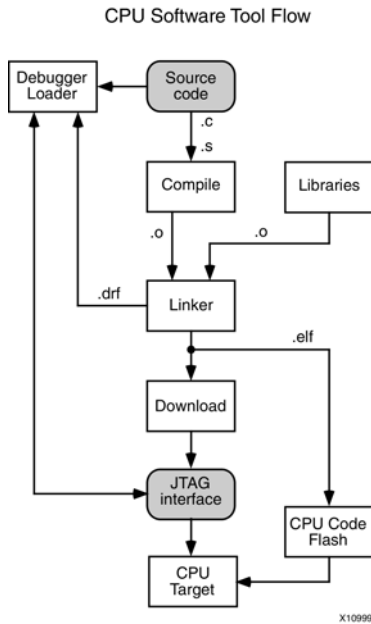 CPU Software Tool Flow
Debugger
Loader
Source
code
.c
.s
Compile
Libraries
.o
.o
.drf
Linker
.elf
Download
JTAG
interface
CPU Code
Flash
CPU
Target
X10999